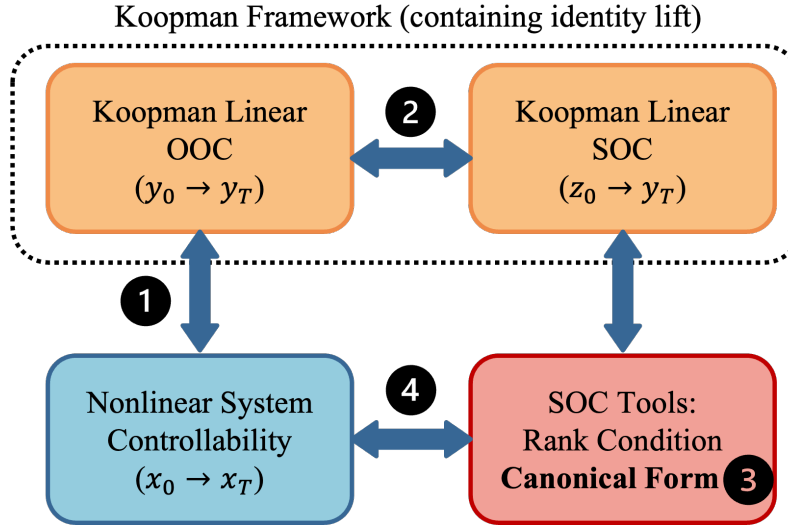 Koopman Framework (containing identity lift)
Koopman Linear
OOC
(y₀ → y_T)
2
Koopman Linear
SOC
(z₀ → y_T)
1
Nonlinear System
Controllability
(x₀ → x_T)
4
SOC Tools:
Rank Condition
Canonical Form 3